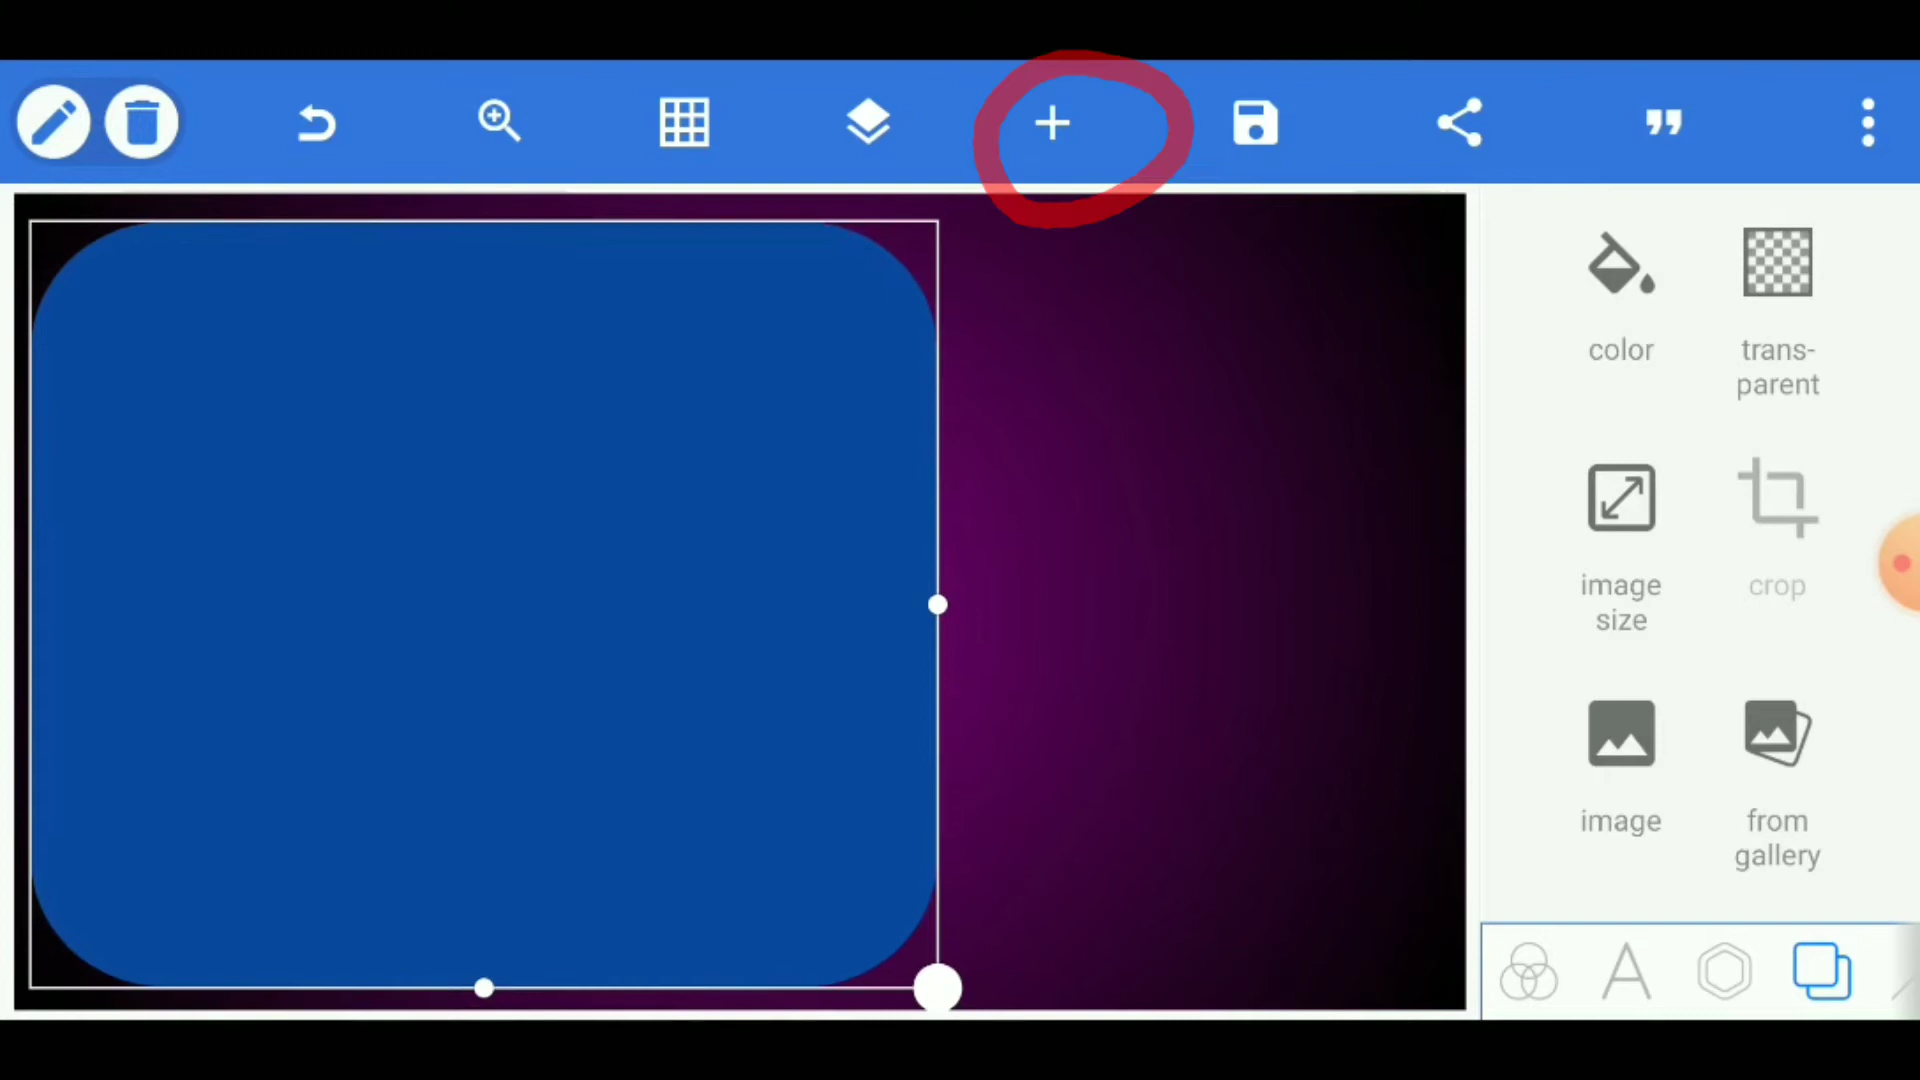 color
trans-
parent
image
size
crop
image
from
gallery